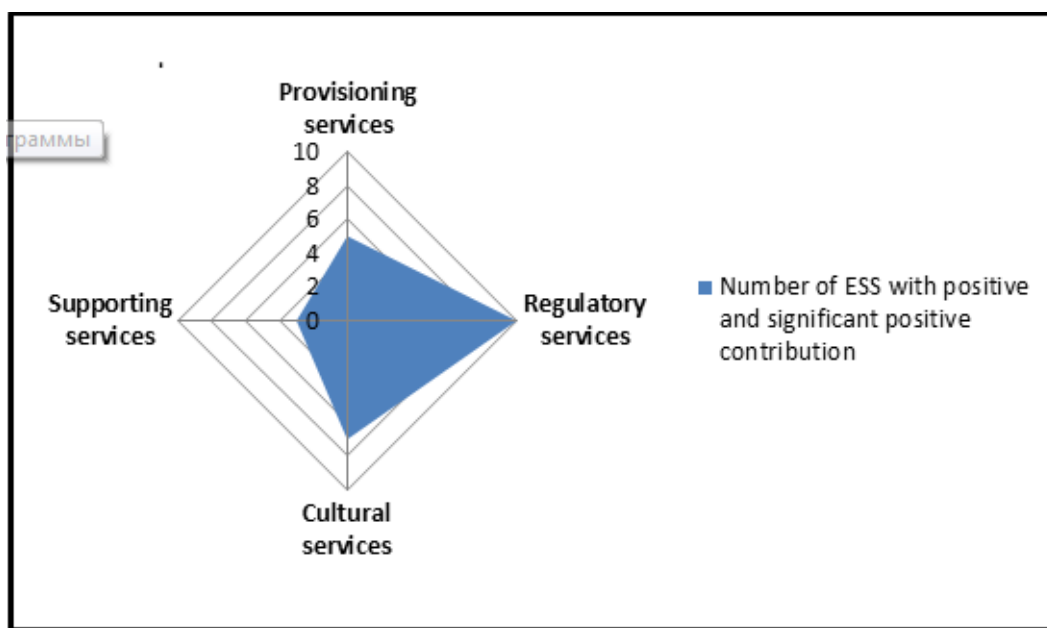 Provisioning
services
граммы
10
8
6
4
2
0
Supporting
services
Regulatory
services
Cultural
services
Number of ESS with positive
and significant positive
contribution